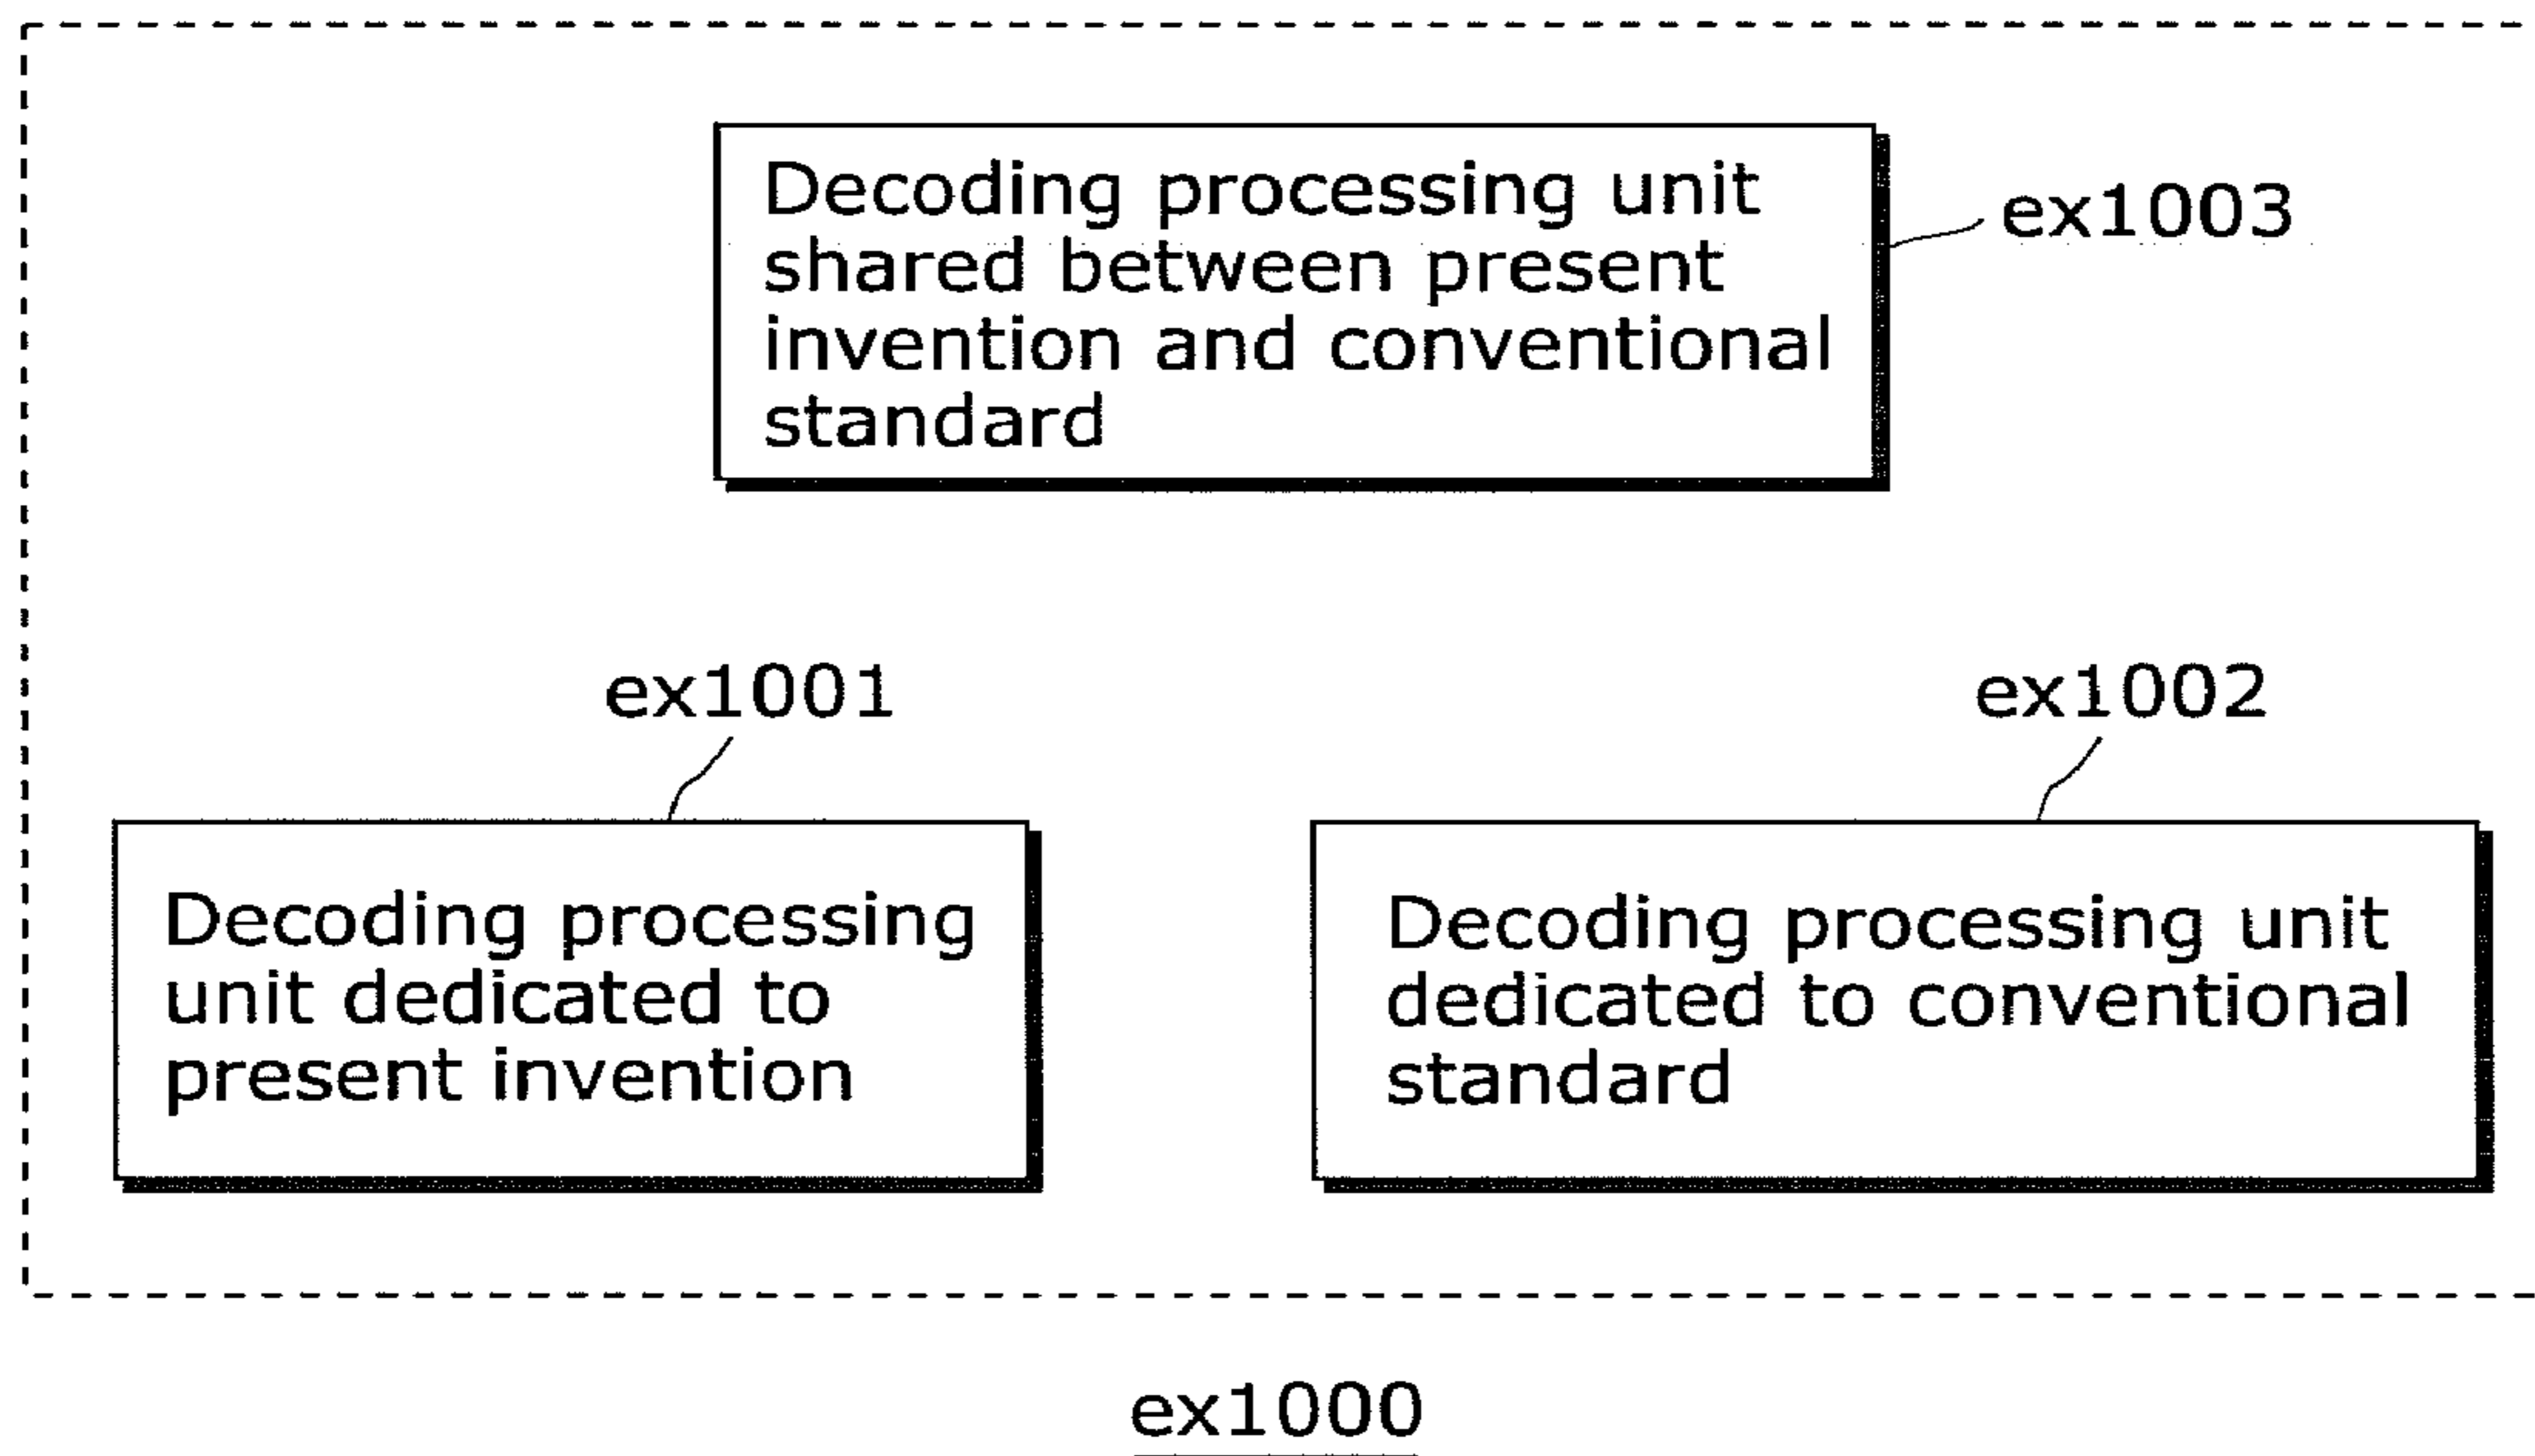 Decoding processing unit
shared between present
invention and conventional
standard
ex1003
ex1001
ex1002
Decoding processing
unit dedicated to
present invention
Decoding processing unit
dedicated to conventional
standard
ex1000